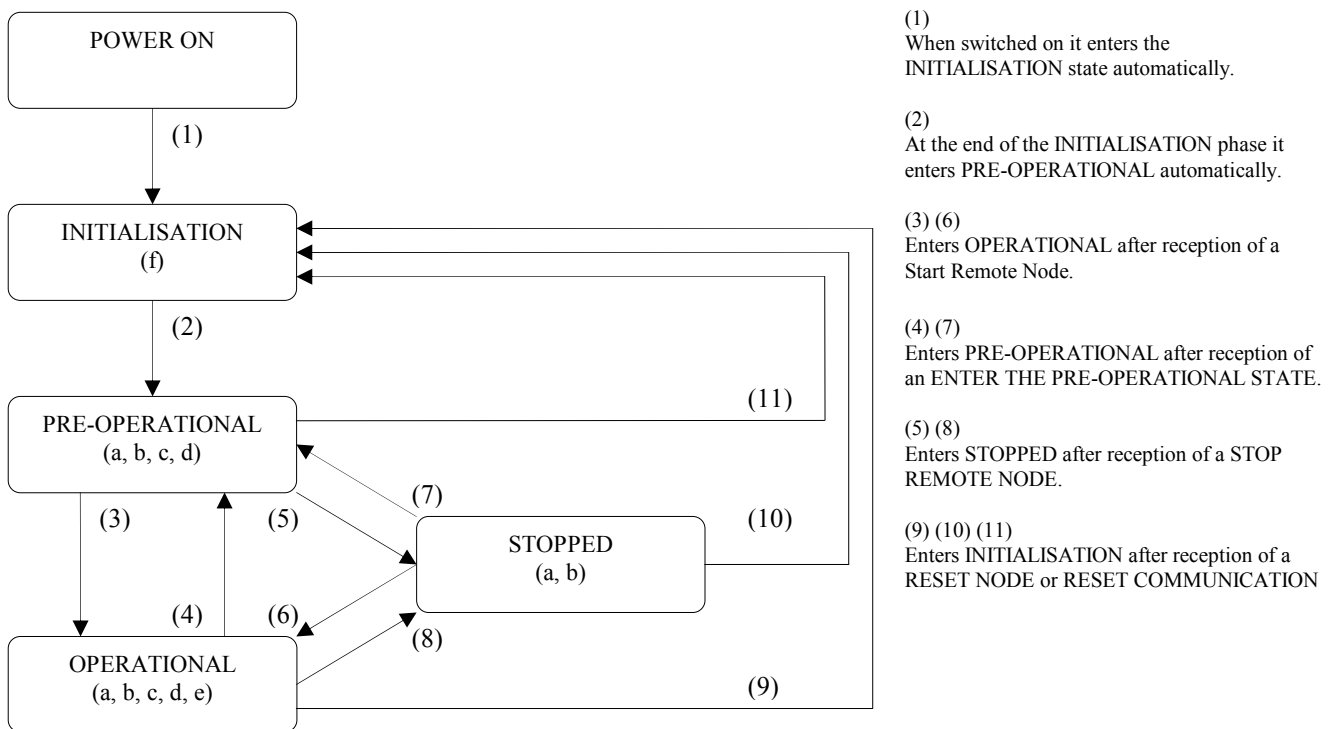 POWER ON
(1)
INITIALISATION
(f)
(2)
PRE-OPERATIONAL
(a, b, c, d)
(11)
(3)
(5)
(7)
STOPPED
(a, b)
(10)
(4)
(6)
(8)
OPERATIONAL
(a, b, c, d, e)
(9)
(1)
When switched on it enters the
INITIALISATION state automatically.
(2)
At the end of the INITIALISATION phase it
enters PRE-OPERATIONAL automatically.
(3) (6)
Enters OPERATIONAL after reception of a
Start Remote Node.
(4) (7)
Enters PRE-OPERATIONAL after reception of
an ENTER THE PRE-OPERATIONAL STATE.
(5) (8)
Enters STOPPED after reception of a STOP
REMOTE NODE.
(9) (10) (11)
Enters INITIALISATION after reception of a
RESET NODE or RESET COMMUNICATION